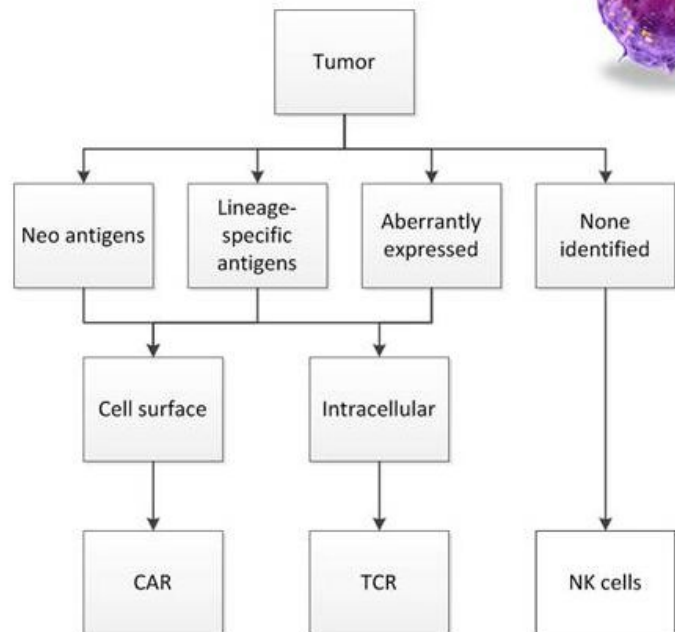 Tumor
Neo antigens
Lineage-
specific
antigens
Aberrantly
expressed
None
identified
Cell surface
Intracellular
CAR
TCR
NK cells